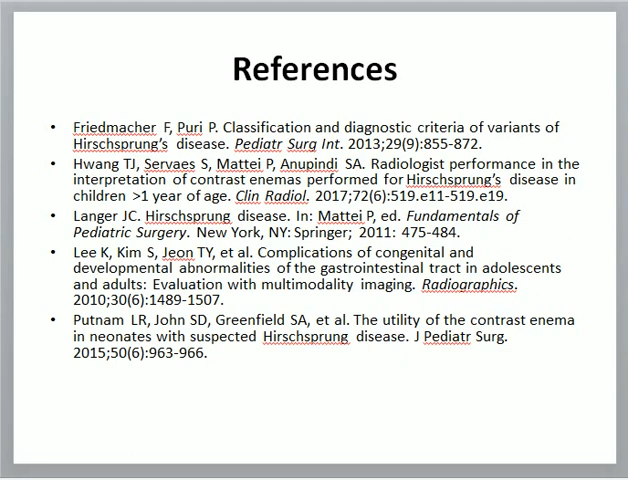 References
• Friedmacher F, Puri P. Classification and diagnostic criteria of variants of
Hirschsprung's disease. Pediatr Surg Int. 2013;29(9):855-872.
• Hwang TJ, Servaes S, Mattei P, Anupindi SA. Radiologist performance in the
interpretation of contrast enemas performed for Hirschsprung's disease in
children >1 year of age. Clin Radiol. 2017;72(6):519.e11-519.e19.
• Langer JC. Hirschsprung disease. In: Mattei P, ed. Fundamentals of
Pediatric Surgery. New York, NY: Springer; 2011: 475-484.
• Lee K, Kim S, Jeon TY, et al. Complications of congenital and
developmental abnormalities of the gastrointestinal tract in adolescents
and adults: Evaluation with multimodality imaging. Radiographics.
2010;30(6):1489-1507.
• Putnam LR, John SD, Greenfield SA, et al. The utility of the contrast enema
in neonates with suspected Hirschsprung disease. J Pediatr Surg.
2015;50(6):963-966.